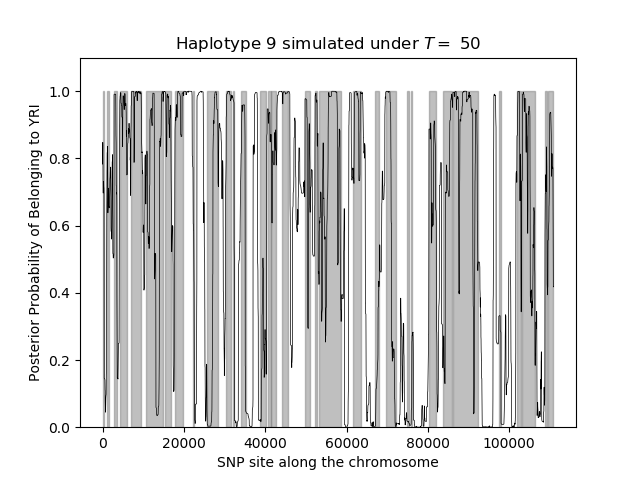 Haplotype 9 simulated under T = 50
Posterior Probability of Belonging to YRI
1.0
0.8
0.6
0.4
0.2
0.0
0 20000 40000 60000 80000 100000
SNP site along the chromosome